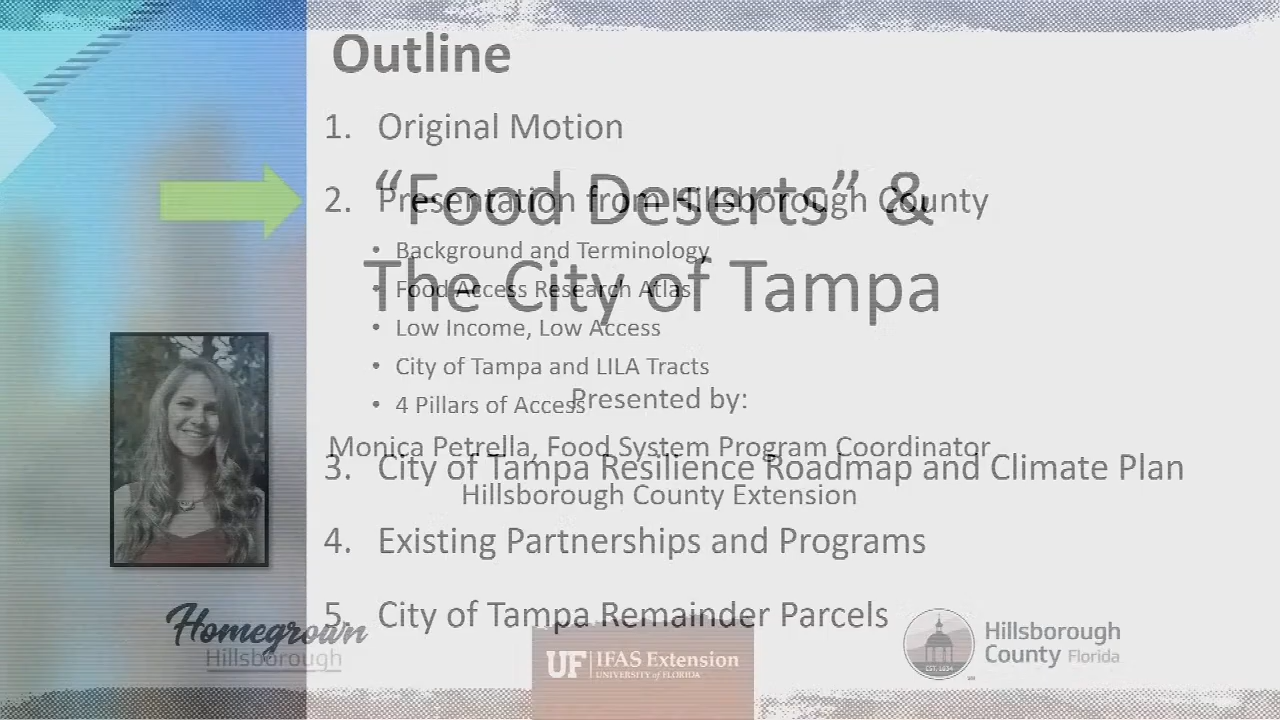 Outline
1. Original Motion
2. Presentation from Hillsborough County
• Background and Terminology
• Food Access Research Atlas
• Low Income, Low Access
• City of Tampa and LILA Tracts
• 4 Pillars of Access
3. City of Tampa Resilience Roadmap and Climate Plan
4. Existing Partnerships and Programs
5. City of Tampa Remainder Parcels
“Food Deserts” &
The City of Tampa
Presented by:
Monica Petrella, Food System Program Coordinator
Hillsborough County Extension
Homegrown
Hillsborough
UF IFAS Extension
UNIVERSITY of FLORIDA
Hillsborough
County Florida
EST. 1834
SM